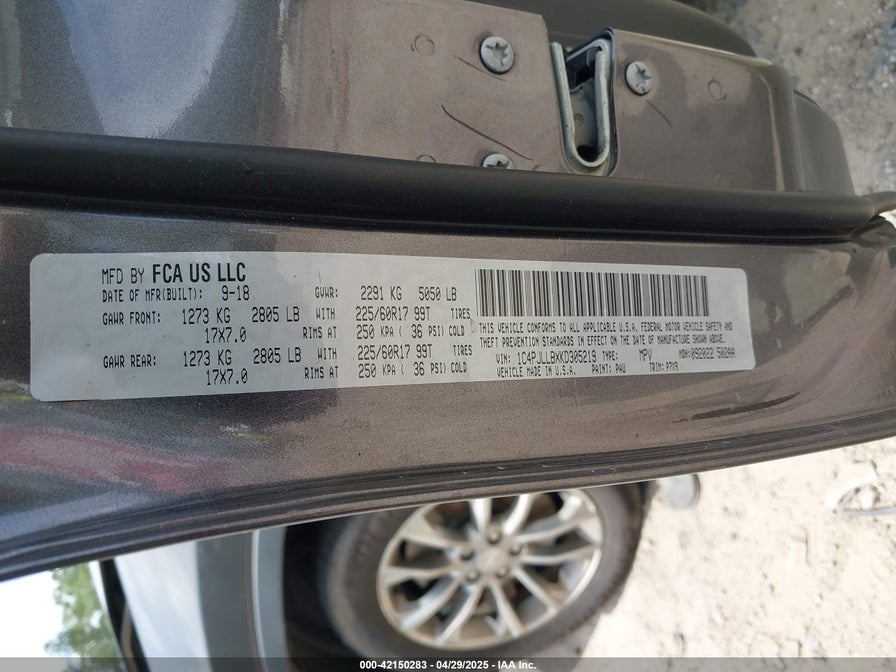 MFD BY FCA US LLC
DATE OF MFR(BUILT): 9-18 GVWR: 2291 KG 5050 LB
GAWR FRONT: 1273 KG 2805 LB WITH 225/60R17 99T TIRES
17X7.0 RIMS AT 250 KPA ( 36 PSI) COLD
GAWR REAR: 1273 KG 2805 LB WITH 225/60R17 99T TIRES
17X7.0 RIMS AT 250 KPA ( 36 PSI) COLD
THIS VEHICLE CONFORMS TO ALL APPLICABLE U.S.A. FEDERAL MOTOR VEHICLE SAFETY AND
THEFT PREVENTION STANDARDS IN EFFECT ON THE DATE OF MANUFACTURE SHOWN ABOVE.
VIN: 1C4PJLLBXKD305219 TYPE: MPV MDH: 092022 502AA
VEHICLE MADE IN U.S.A. PAINT: PAU TRIM: P7X9
000-42150283 - 04/29/2025 - IAA Inc.